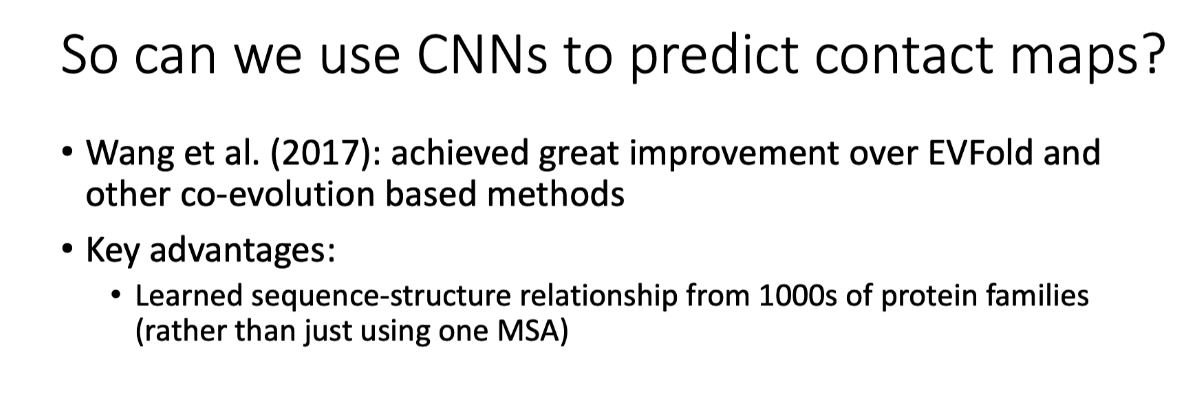 So can we use CNNs to predict contact maps?
• Wang et al. (2017): achieved great improvement over EVFold and
other co-evolution based methods
• Key advantages:
• Learned sequence-structure relationship from 1000s of protein families
(rather than just using one MSA)